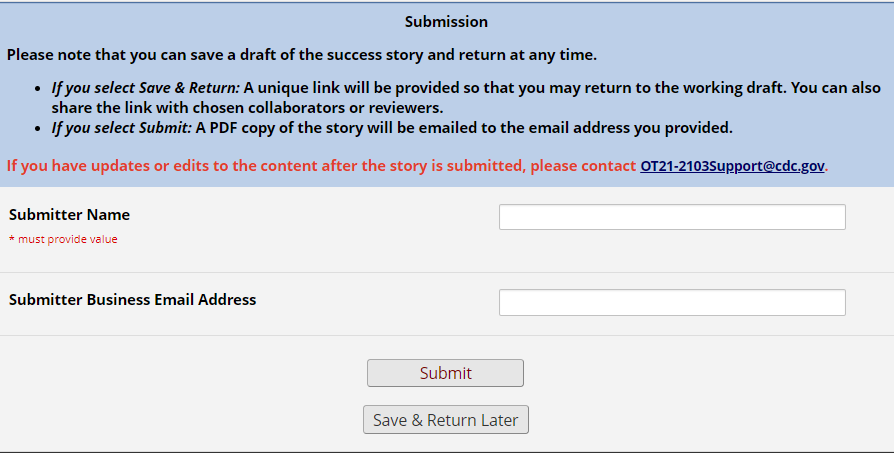 Submission
Please note that you can save a draft of the success story and return at any time.
• If you select Save & Return: A unique link will be provided so that you may return to the working draft. You can also
share the link with chosen collaborators or reviewers.
• If you select Submit: A PDF copy of the story will be emailed to the email address you provided.
If you have updates or edits to the content after the story is submitted, please contact OT21-2103Support@cdc.gov.
Submitter Name
* must provide value
Submitter Business Email Address
Submit
Save & Return Later